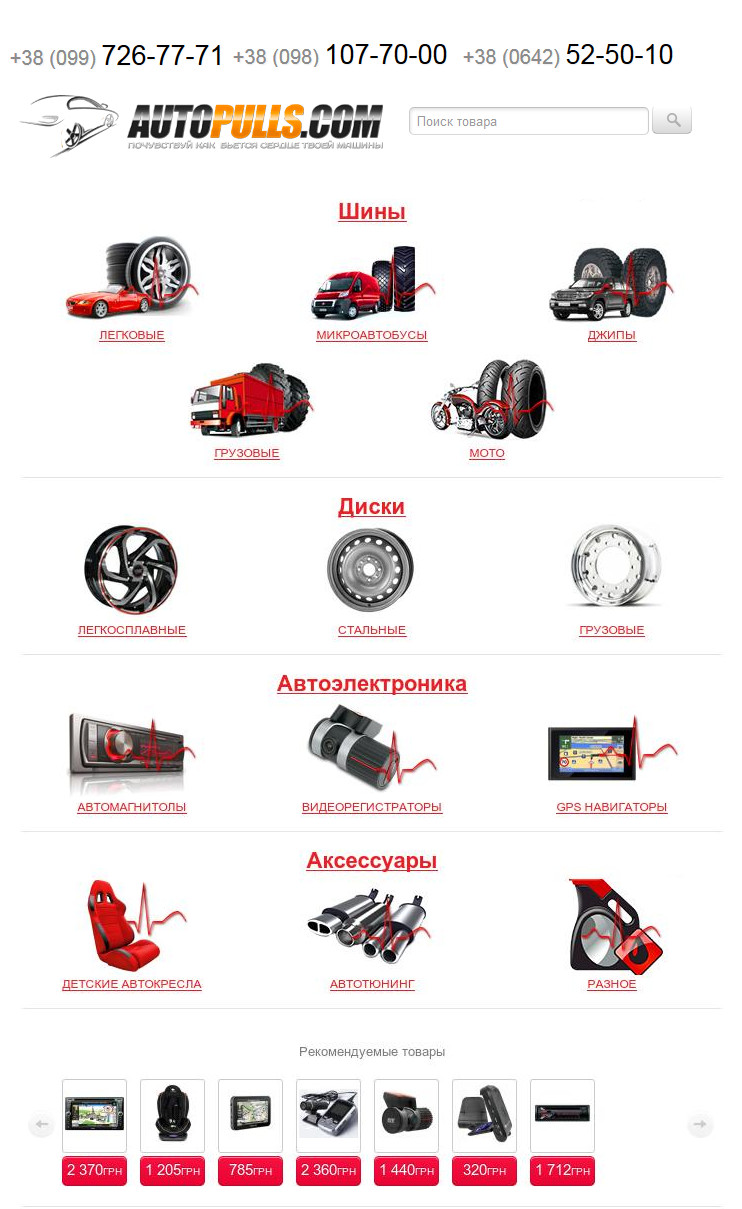 +38 (099) 726-77-71 +38 (098) 107-70-00 +38 (0642) 52-50-10
AUTOPULLS.COM
ПОЧУВСТВУЙ КАК БЬЕТСЯ СЕРДЦЕ ТВОЕЙ МАШИНЫ
Поиск товара
Шины
ЛЕГКОВЫЕ МИКРОАВТОБУСЫ ДЖИПЫ
ГРУЗОВЫЕ МОТО
Диски
ЛЕГКОСПЛАВНЫЕ СТАЛЬНЫЕ ГРУЗОВЫЕ
Автоэлектроника
АВТОМАГНИТОЛЫ ВИДЕОРЕГИСТРАТОРЫ GPS НАВИГАТОРЫ
Аксессуары
ДЕТСКИЕ АВТОКРЕСЛА АВТОТЮНИНГ РАЗНОЕ
Рекомендуемые товары
2 370ГРН 1 205ГРН 785ГРН 2 360ГРН 1 440ГРН 320ГРН 1 712ГРН